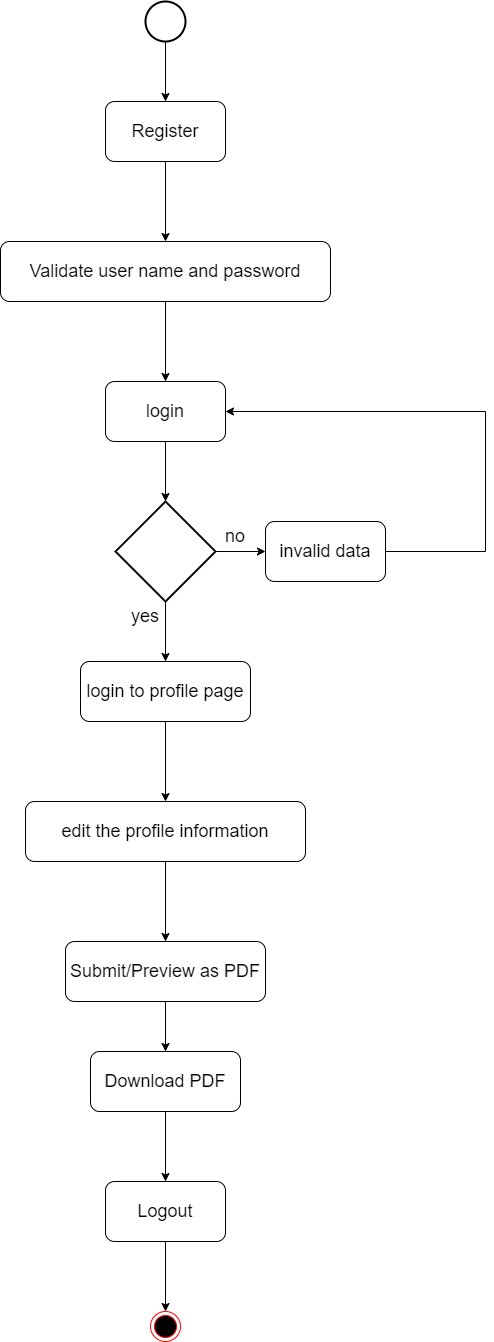 Register
Validate user name and password
login
no
invalid data
yes
login to profile page
edit the profile information
Submit/Preview as PDF
Download PDF
Logout